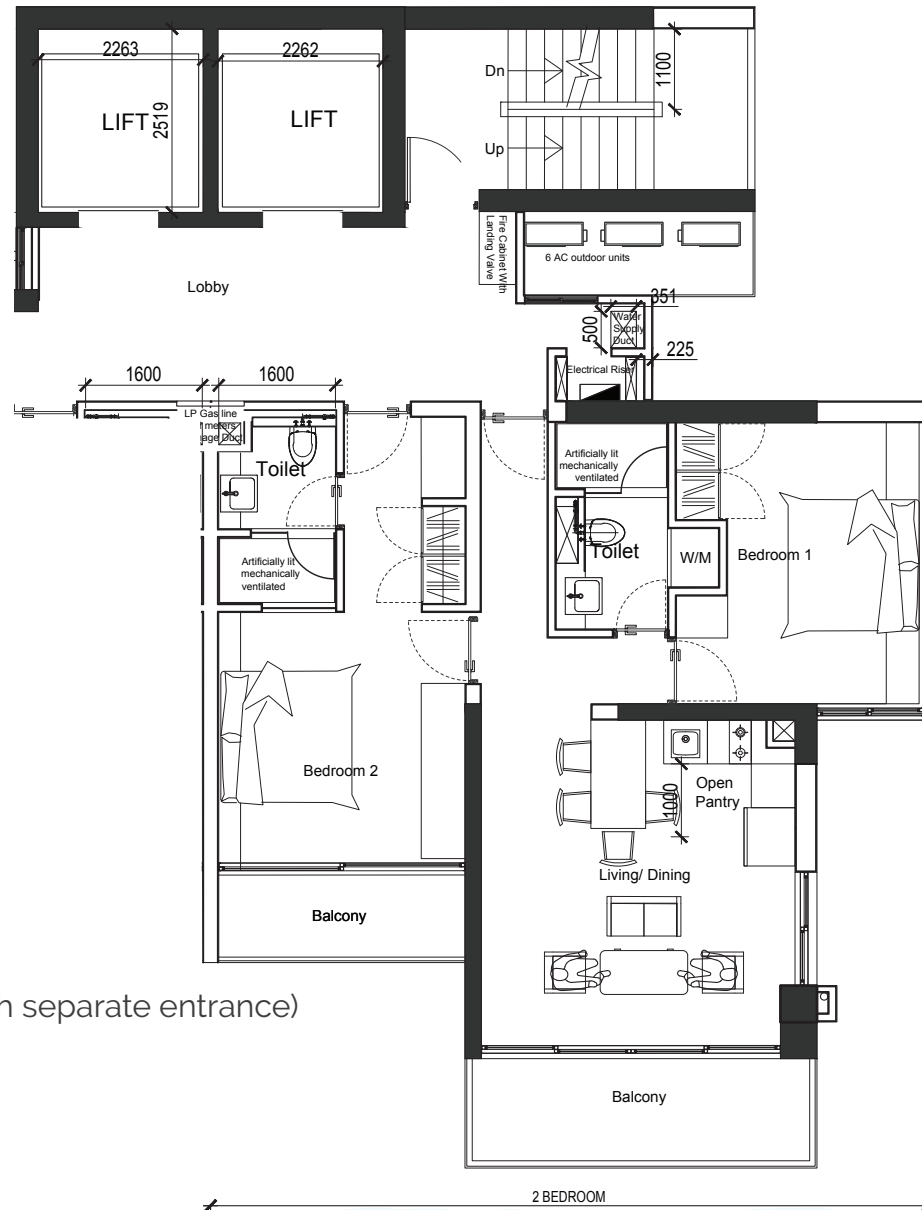 2263
2262
1100
Dn
LIFT
2519
LIFT
Up
Fire Cabinet With
Landing Valve
6 AC outdoor units
Lobby
351
Water
Supply
Duct
500
225
1600
1600
Electrical Riser
LP Gas line
meters
age Duct
Toilet
Artificially lit
mechanically
ventilated
Toilet
W/M
Bedroom 1
Artificially lit
mechanically
ventilated
Bedroom 2
Open
Pantry
1000
Living/ Dining
Balcony
n separate entrance)
Balcony
2 BEDROOM